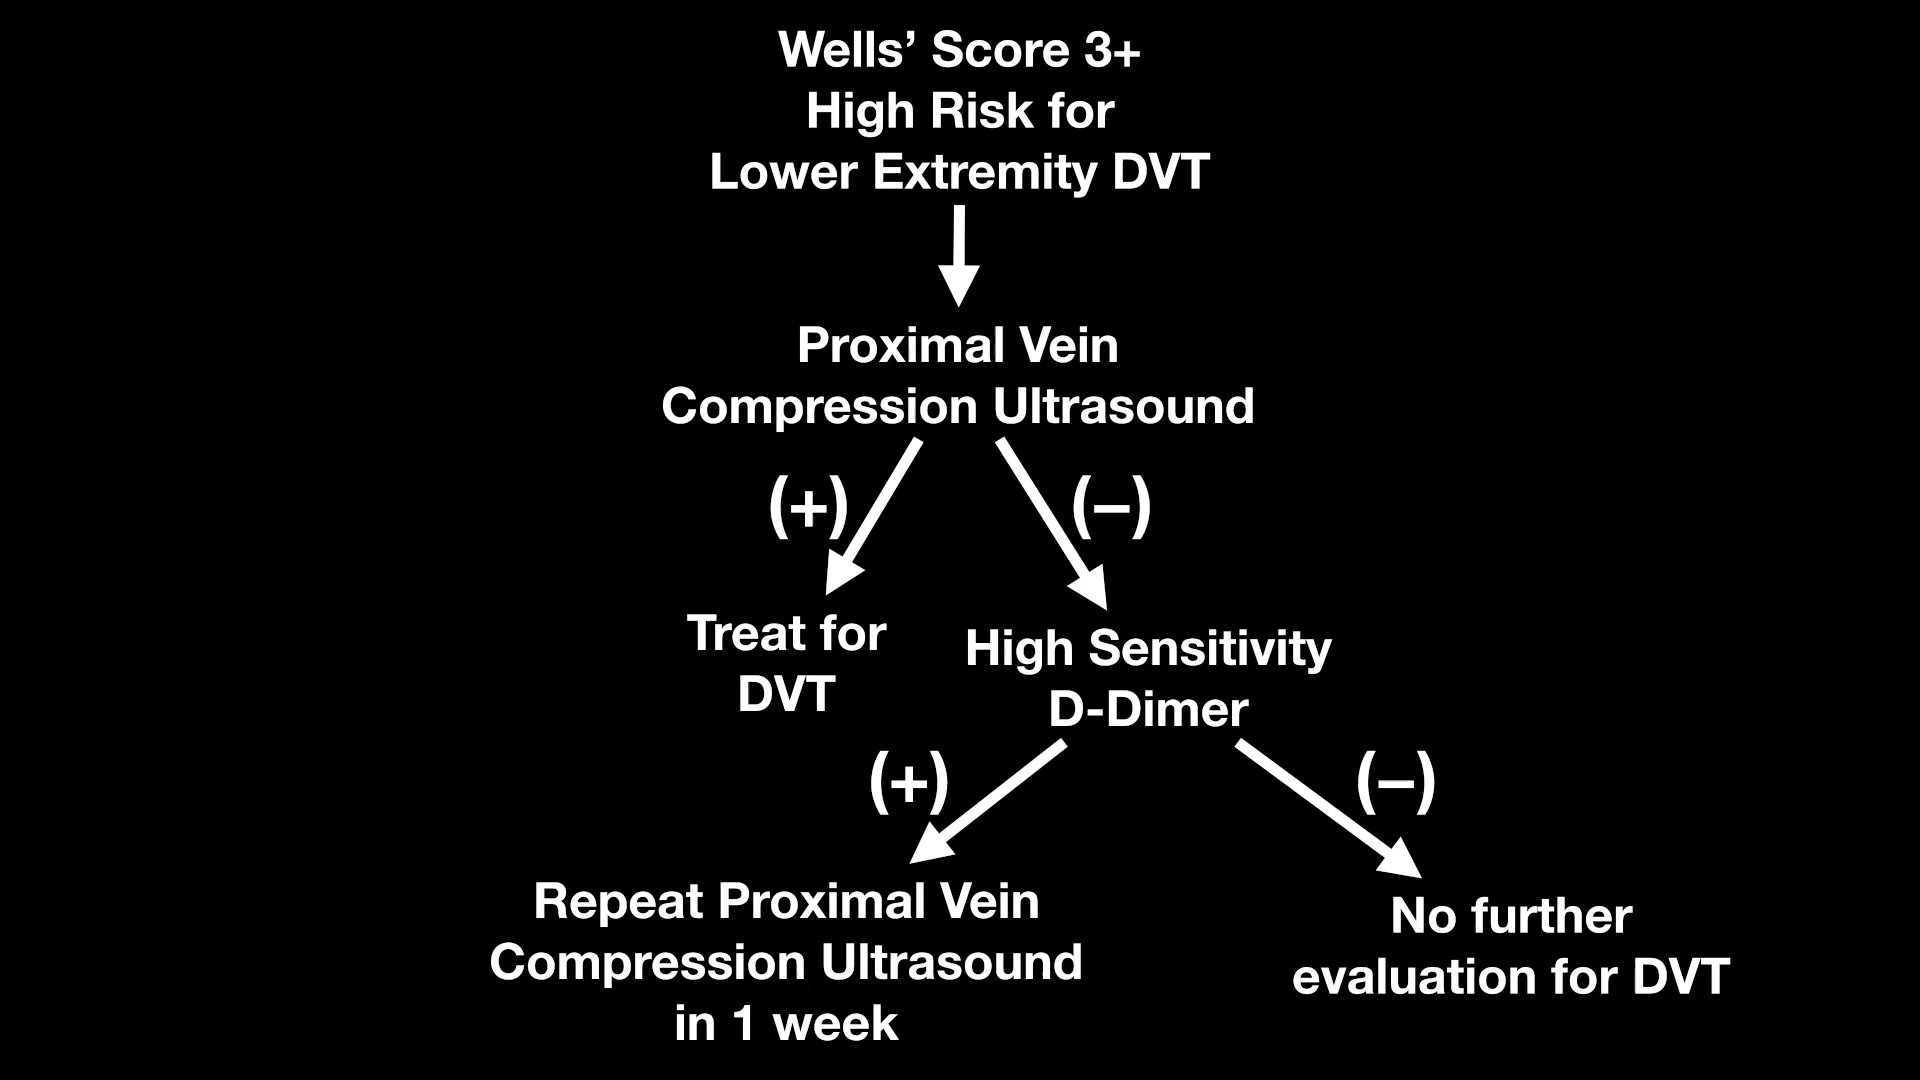 Wells’ Score 3+
High Risk for
Lower Extremity DVT
Proximal Vein
Compression Ultrasound
(+)
(–)
Treat for
DVT
High Sensitivity
D-Dimer
(+)
(–)
Repeat Proximal Vein
Compression Ultrasound
in 1 week
No further
evaluation for DVT